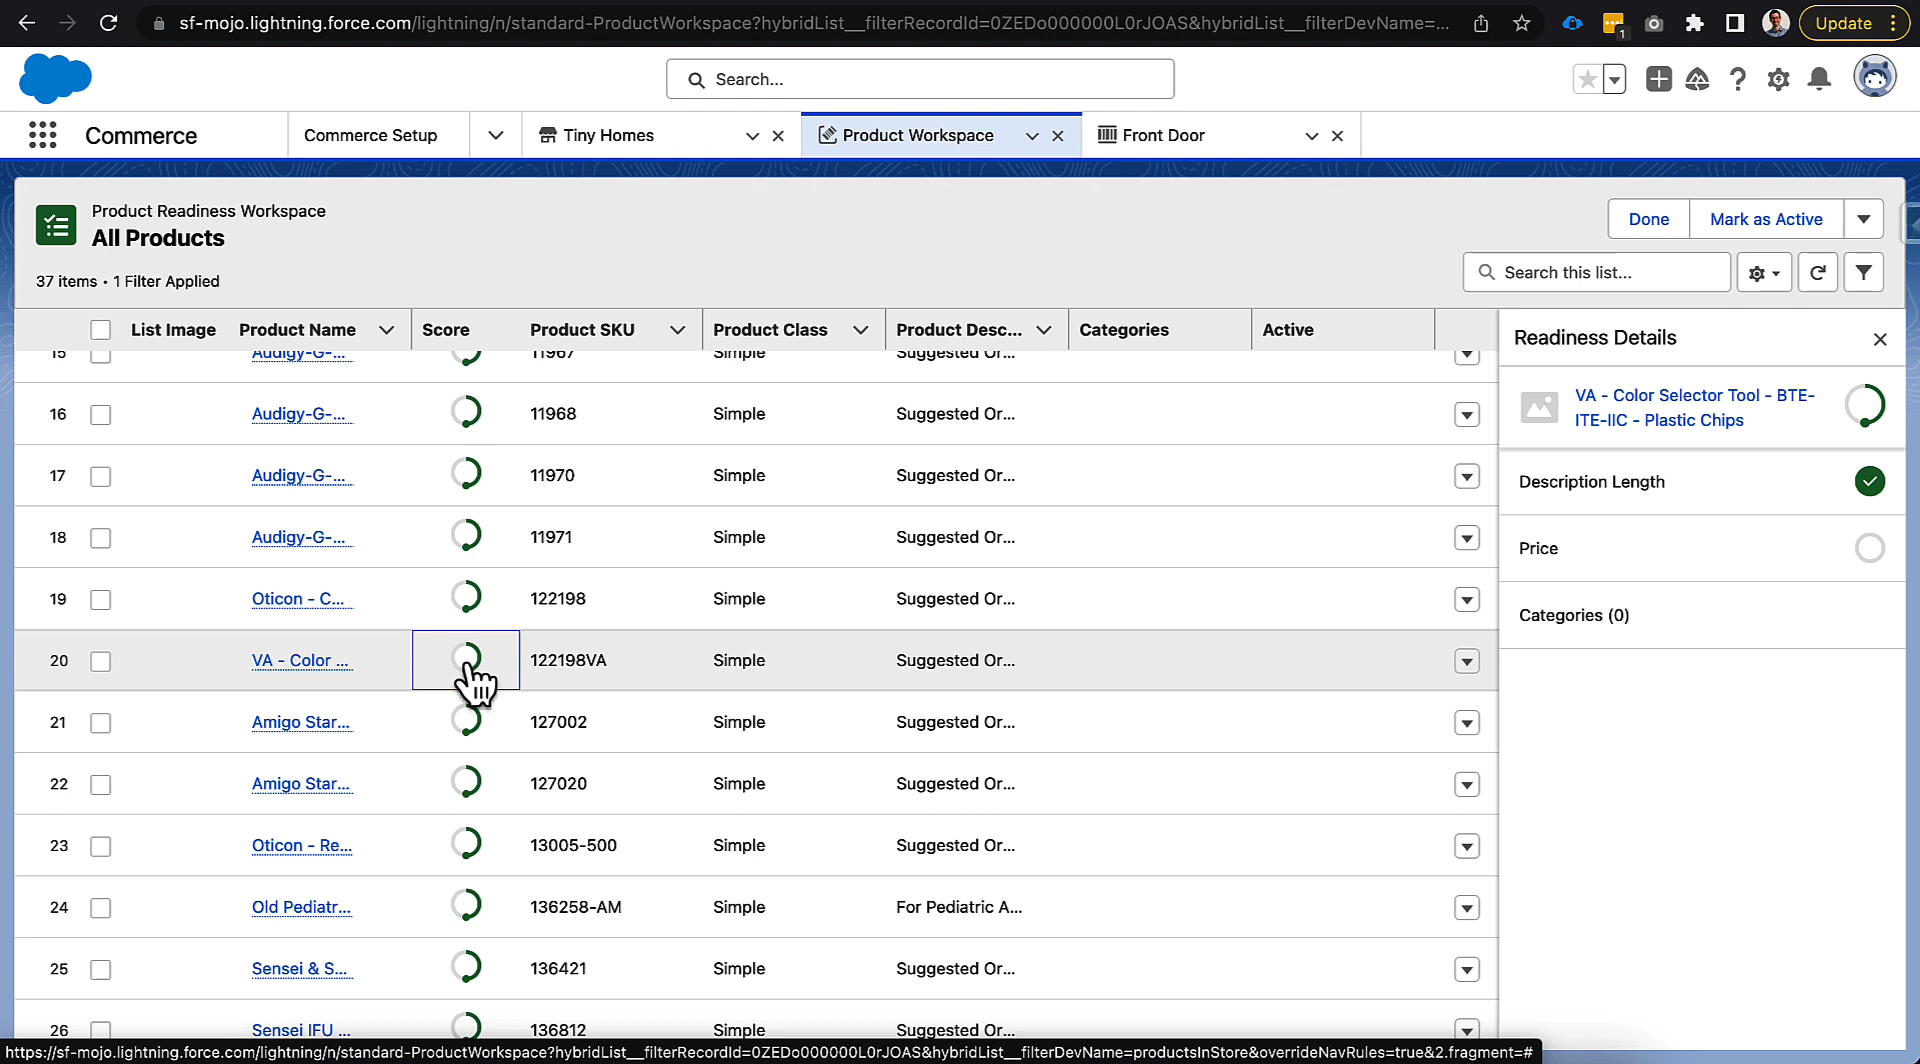 sf-mojo.lightning.force.com/lightning/n/standard-ProductWorkspace?hybridList__filterRecordId=0ZEDo000000L0rJOAS&hybridList__filterDevName=...
1
Update
Search...
Commerce
Commerce Setup
Tiny Homes
Product Workspace
Front Door
Product Readiness Workspace
All Products
Done
Mark as Active
37 items • 1 Filter Applied
Search this list...
List Image Product Name Score Product SKU Product Class Product Desc... Categories Active
15 Audigy-G-... 11967 Simple Suggested Or...
16 Audigy-G-... 11968 Simple Suggested Or...
17 Audigy-G-... 11970 Simple Suggested Or...
18 Audigy-G-... 11971 Simple Suggested Or...
19 Oticon - C... 122198 Simple Suggested Or...
20 VA - Color ... 122198VA Simple Suggested Or...
21 Amigo Star... 127002 Simple Suggested Or...
22 Amigo Star... 127020 Simple Suggested Or...
23 Oticon - Re... 13005-500 Simple Suggested Or...
24 Old Pediatr... 136258-AM Simple For Pediatric A...
25 Sensei & S... 136421 Simple Suggested Or...
26 Sensei IFU ... 136812 Simple Suggested Or...
Readiness Details
VA - Color Selector Tool - BTE-
ITE-IIC - Plastic Chips
Description Length
Price
Categories (0)
https://sf-mojo.lightning.force.com/lightning/n/standard-ProductWorkspace?hybridList__filterRecordId=0ZEDo000000L0rJOAS&hybridList__filterDevName=productsInStore&overrideNavRules=true&2.fragment=#